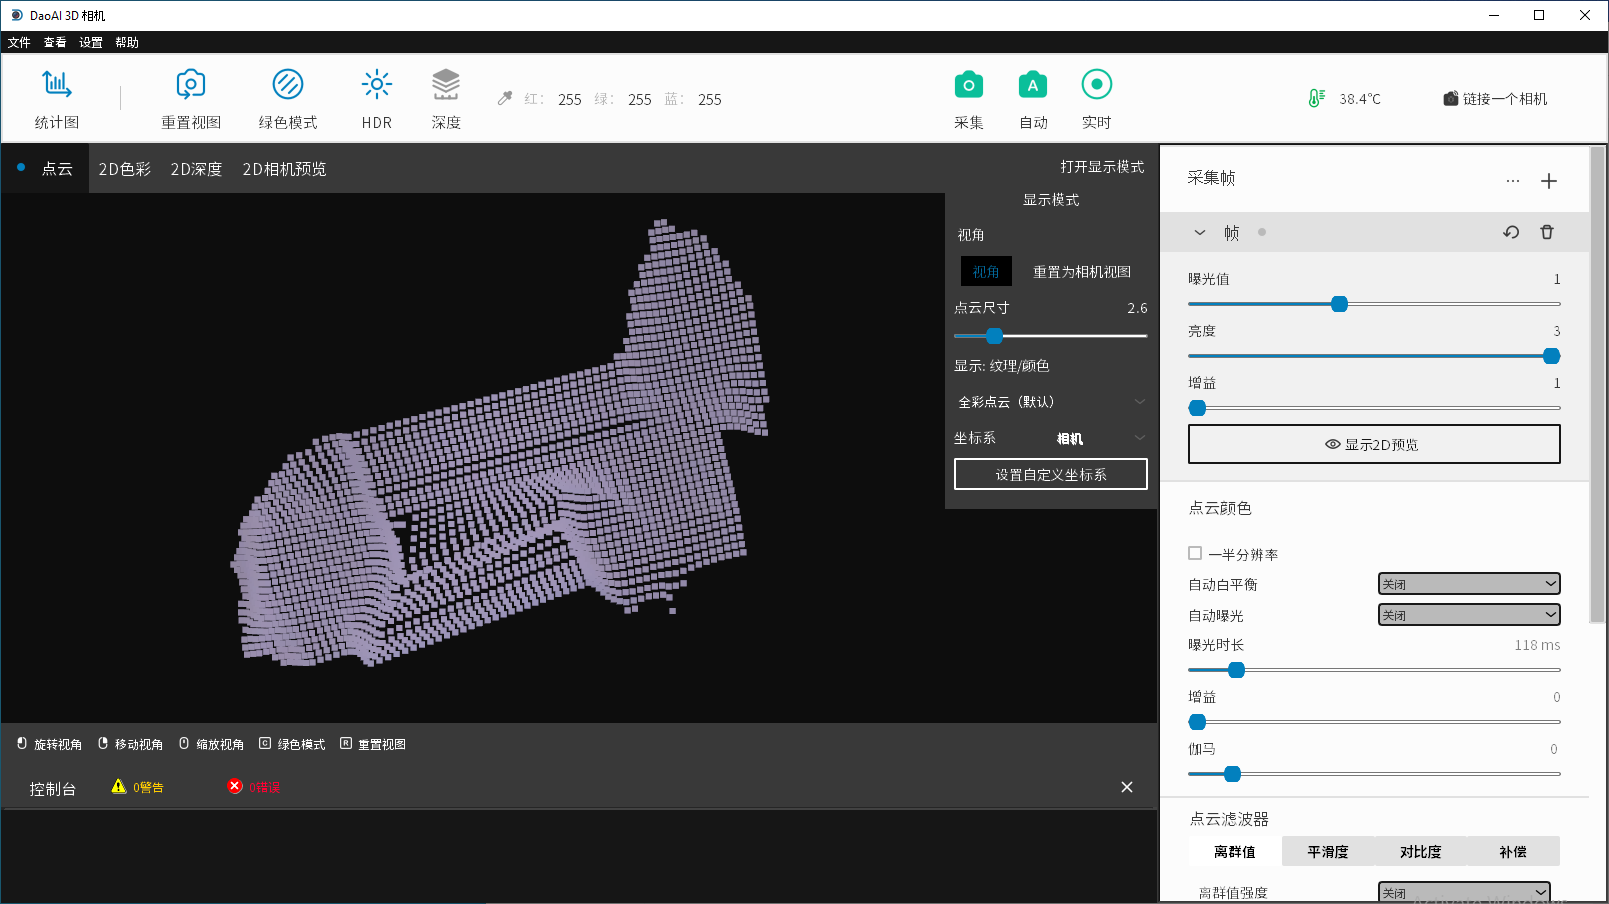 DaoAI 3D 相机
文件 查看 设置 帮助
统计图 重置视图 绿色模式 HDR 深度 红: 255 绿: 255 蓝: 255 采集 自动 实时 38.4°C 链接一个相机
点云 2D色彩 2D深度 2D相机预览 打开显示模式
显示模式
视角
视角 重置为相机视图
点云尺寸 2.6
显示: 纹理/颜色
全彩点云（默认）
坐标系 相机
设置自定义坐标系
采集帧 ...
帧
曝光值 1
亮度 3
增益 1
显示2D预览
点云颜色
一半分辨率
自动白平衡 关闭
自动曝光 关闭
曝光时长 118 ms
增益 0
伽马 0
点云滤波器
离群值 平滑度 对比度 补偿
离群值强度 关闭
旋转视角 移动视角 缩放视角 C 绿色模式 R 重置视图
控制台 0警告 0错误